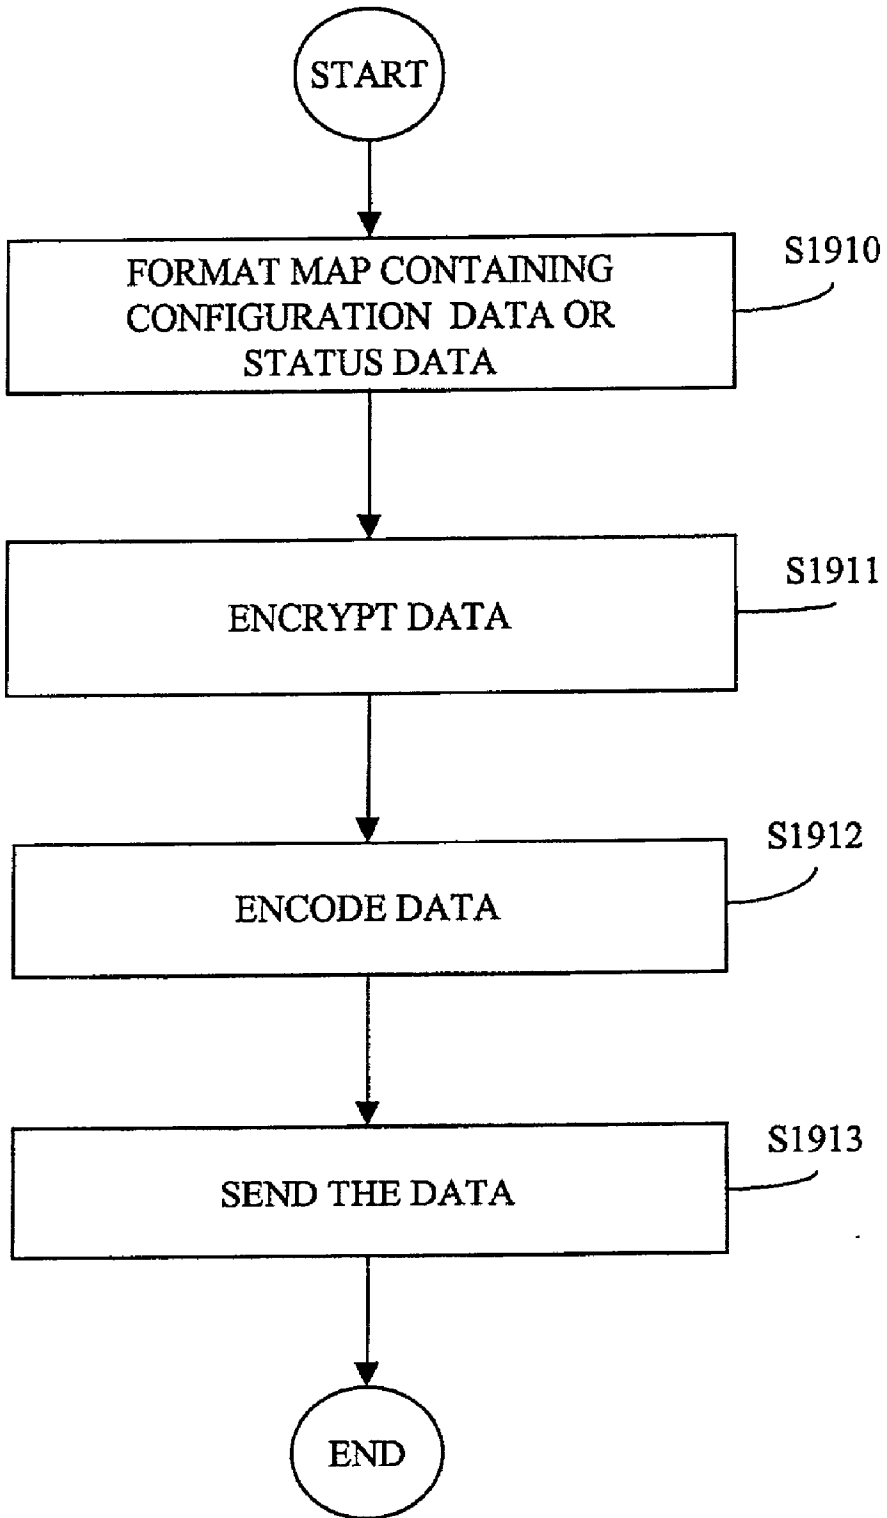 START
FORMAT MAP CONTAINING
CONFIGURATION DATA OR
STATUS DATA
S1910
ENCRYPT DATA
S1911
ENCODE DATA
S1912
SEND THE DATA
S1913
END